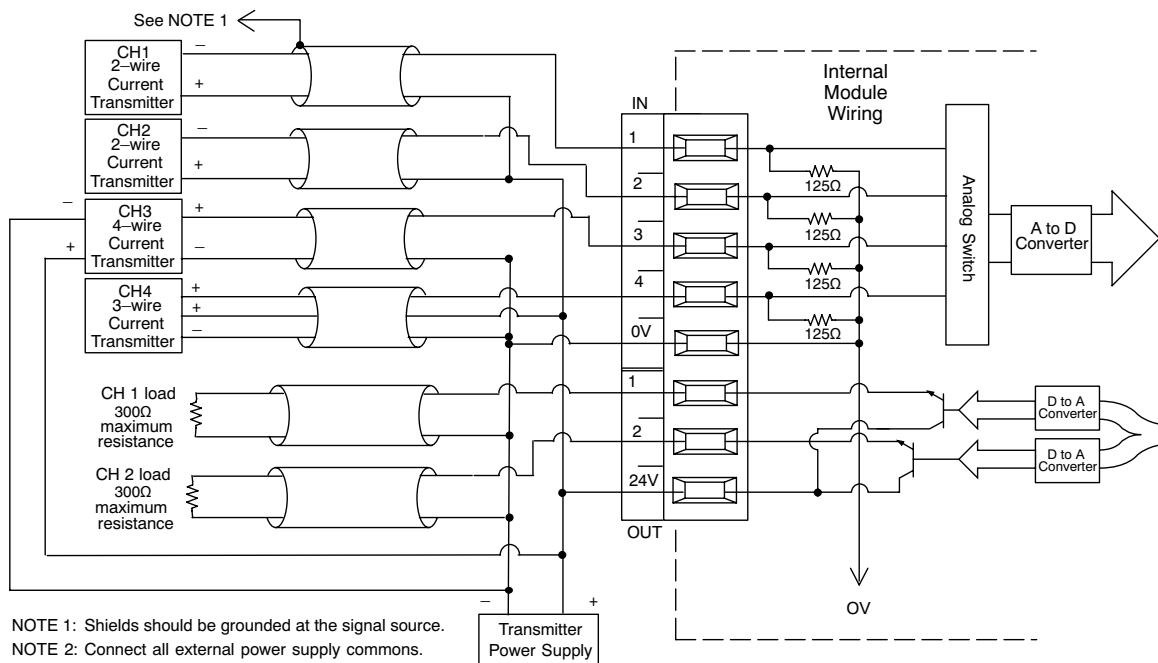 See NOTE 1
–
CH1
2–wire
Current
Transmitter
+
–
CH2
2–wire
Current
Transmitter
+
–
+
CH3
4–wire
Current
Transmitter
+
–
CH4
3–wire
Current
Transmitter
+
+
–
CH 1 load
300Ω
maximum
resistance
CH 2 load
300Ω
maximum
resistance
IN
1
2
3
4
0V
1
2
24V
OUT
Internal
Module
Wiring
125Ω
125Ω
125Ω
125Ω
Analog Switch
A to D
Converter
D to A
Converter
D to A
Converter
OV
–
+
Transmitter
Power Supply
NOTE 1: Shields should be grounded at the signal source.
NOTE 2: Connect all external power supply commons.